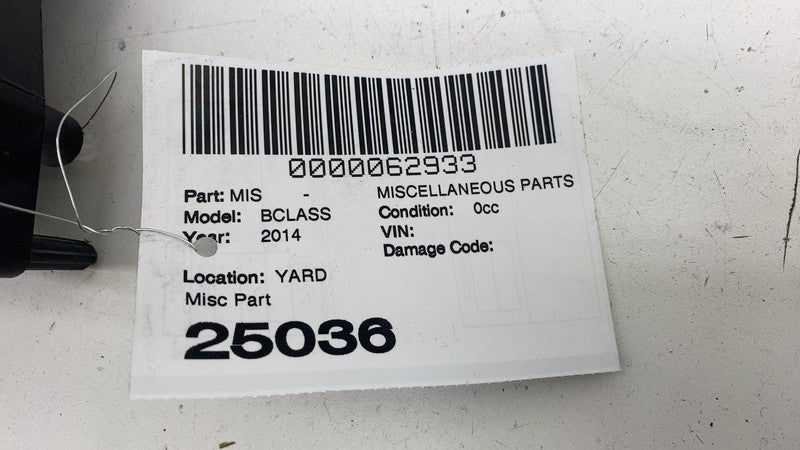 0000062933
Part: MIS - MISCELLANEOUS PARTS
Model: BCLASS Condition: 0cc
Year: 2014 VIN:
Damage Code:
Location: YARD
Misc Part
25036